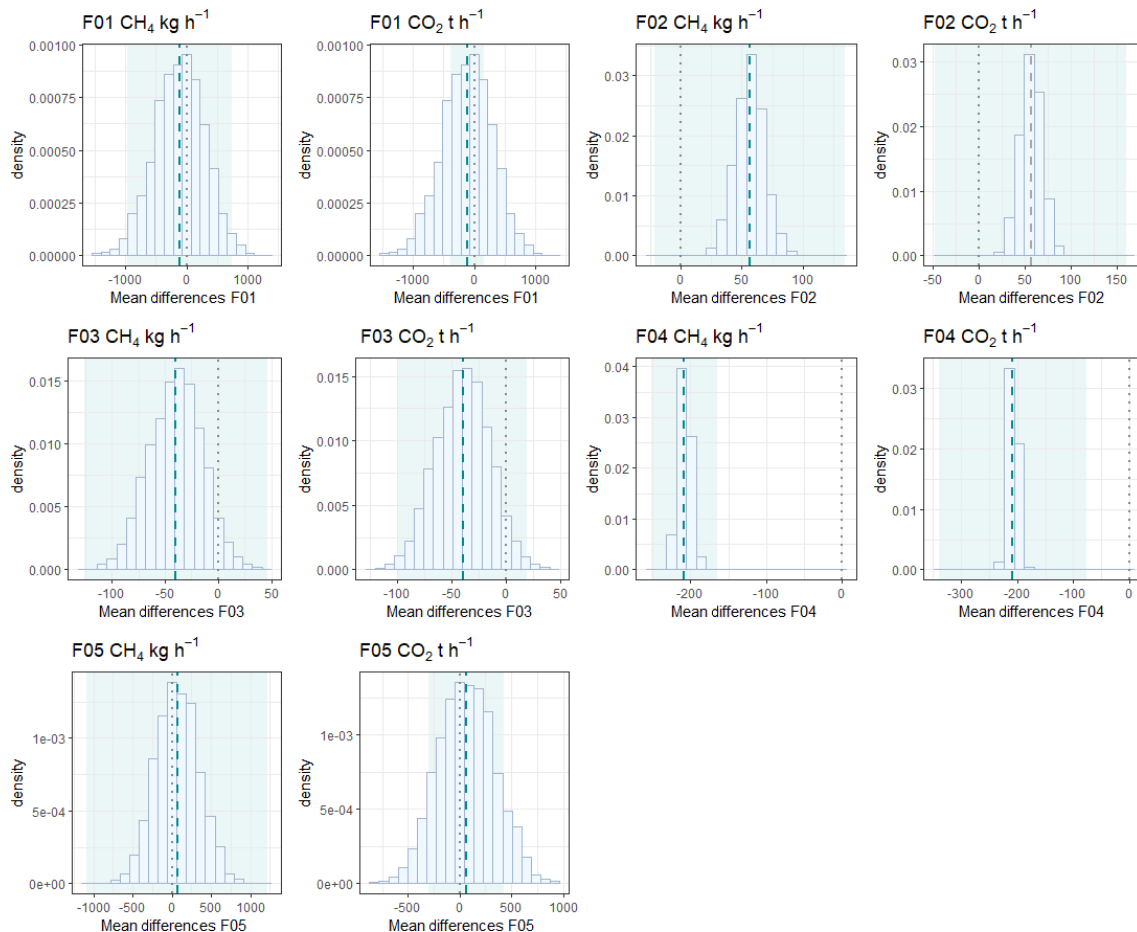 F01 CH₄ kg h⁻¹
0.00100
0.00075
0.00050
0.00025
0.00000
density
-1000 0 1000
Mean differences F01
F01 CO₂ t h⁻¹
0.00100
0.00075
0.00050
0.00025
0.00000
density
-1000 0 1000
Mean differences F01
F02 CH₄ kg h⁻¹
0.03
0.02
0.01
0.00
density
0 50 100
Mean differences F02
F02 CO₂ t h⁻¹
0.03
0.02
0.01
0.00
density
-50 0 50 100 150
Mean differences F02
F03 CH₄ kg h⁻¹
0.015
0.010
0.005
0.000
density
-100 -50 0 50
Mean differences F03
F03 CO₂ t h⁻¹
0.015
0.010
0.005
0.000
density
-100 -50 0 50
Mean differences F03
F04 CH₄ kg h⁻¹
0.04
0.03
0.02
0.01
0.00
density
-200 -100 0
Mean differences F04
F04 CO₂ t h⁻¹
0.03
0.02
0.01
0.00
density
-300 -200 -100 0
Mean differences F04
F05 CH₄ kg h⁻¹
1e-03
5e-04
0e+00
density
-1000 -500 0 500 1000
Mean differences F05
F05 CO₂ t h⁻¹
1e-03
5e-04
0e+00
density
-500 0 500 1000
Mean differences F05